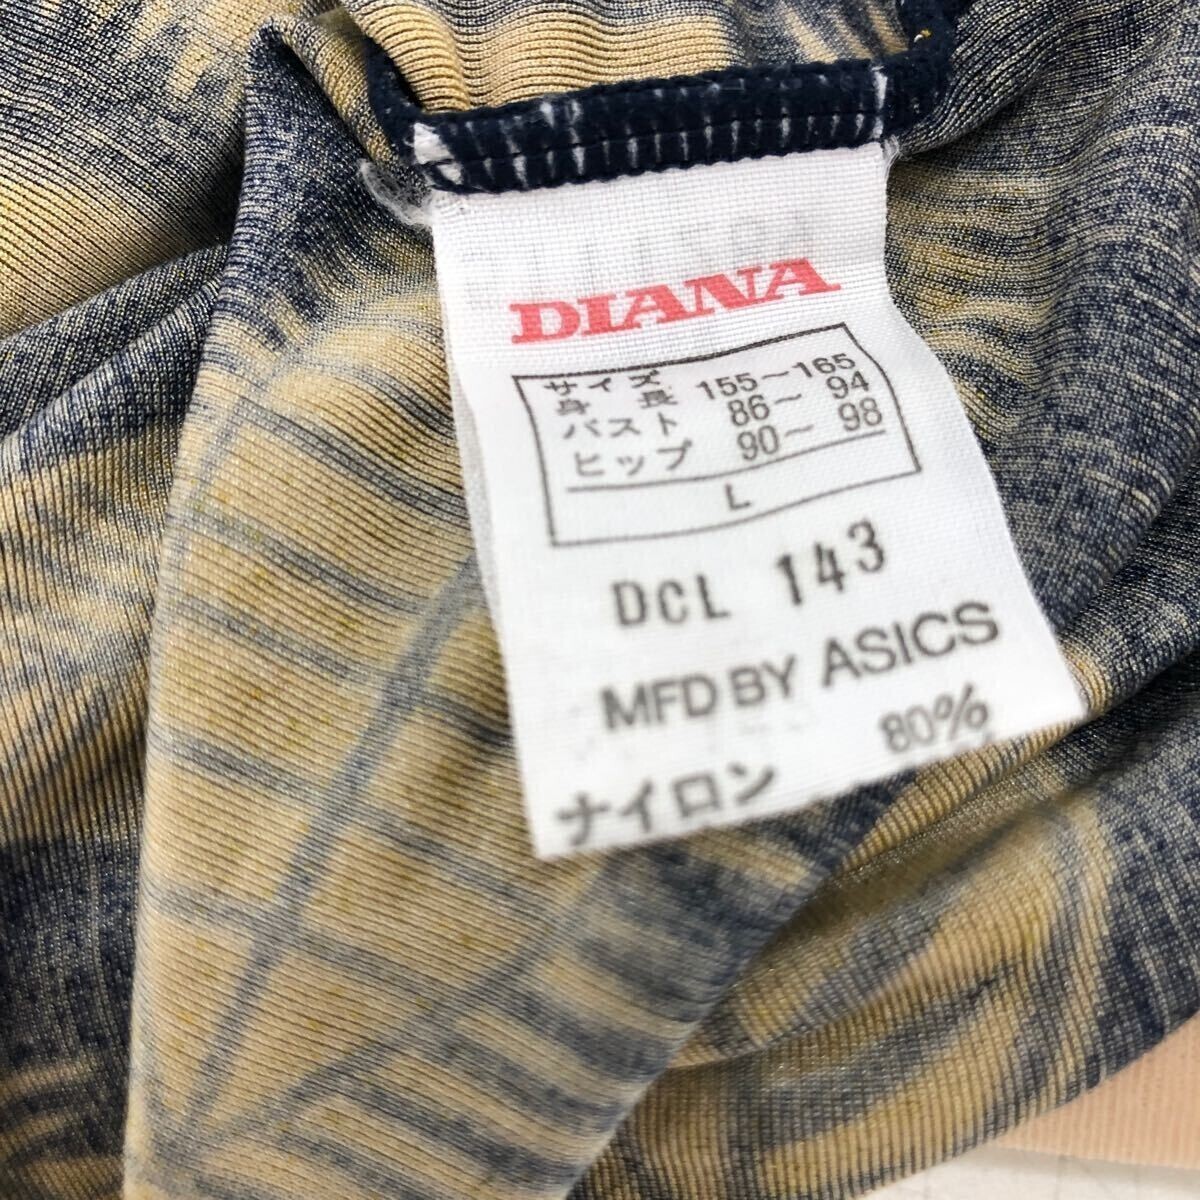 DIANA
サイズ
身長 155～165
バスト 86～ 94
ヒップ 90～ 98
L
DCL 143
MFD BY ASICS
ナイロン 80%